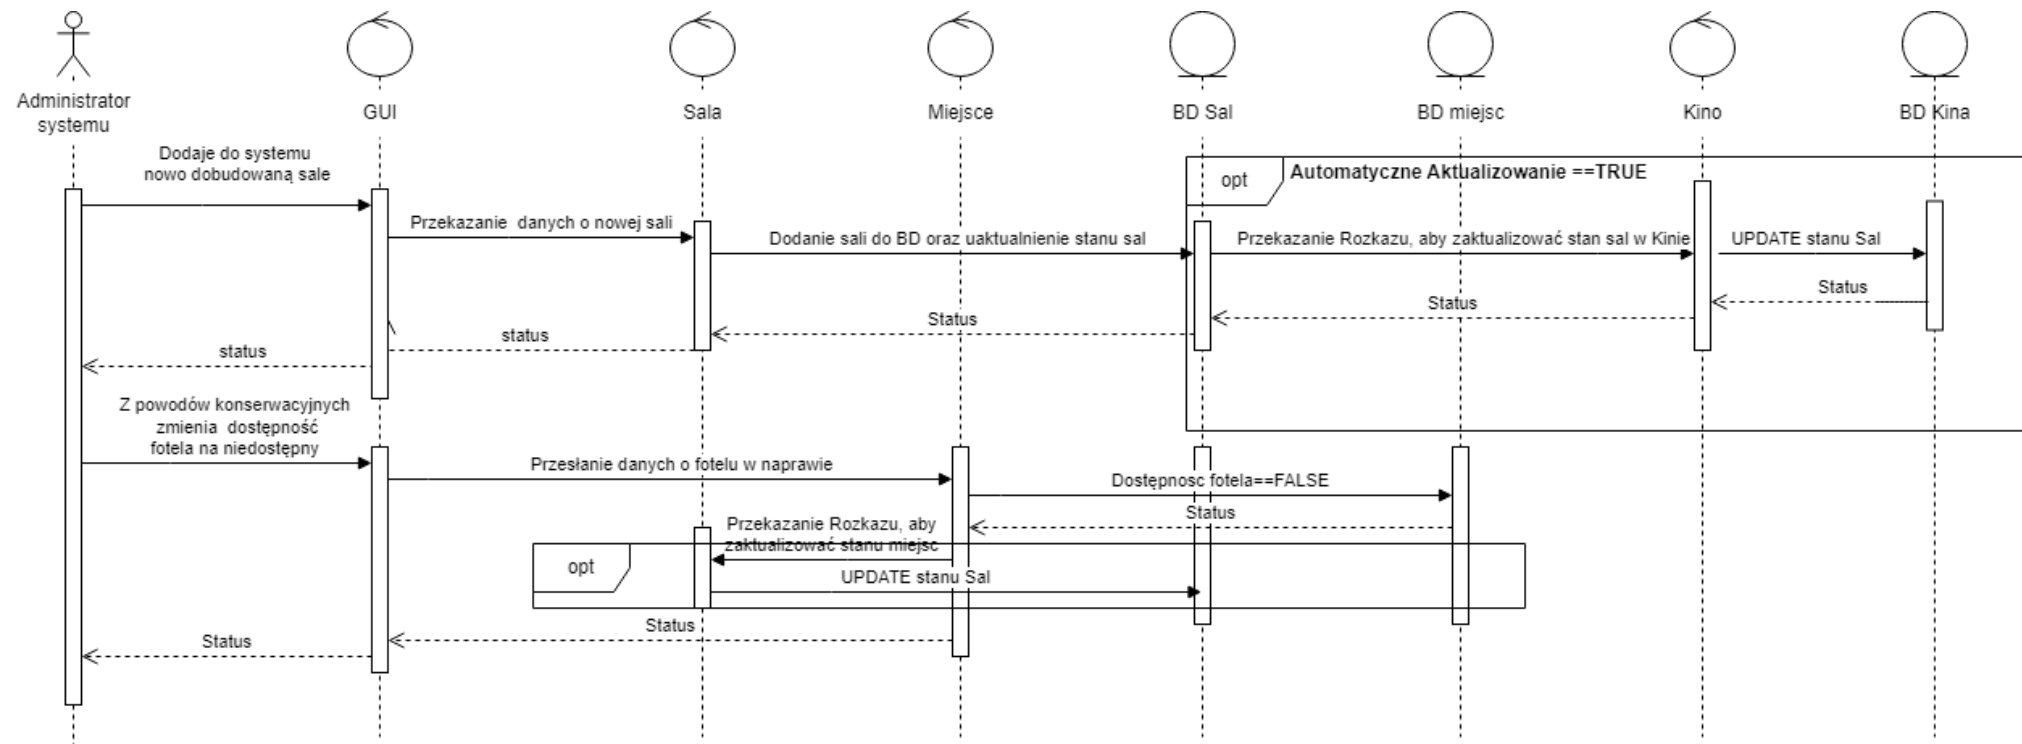 Administrator
systemu
GUI
Sala
Miejsce
BD Sal
BD miejsc
Kino
BD Kina
Dodaje do systemu
nowo dobudowaną sale
opt
Automatyczne Aktualizowanie ==TRUE
Przekazanie  danych o nowej sali
Dodanie sali do BD oraz uaktualnienie stanu sal
Przekazanie Rozkazu, aby zaktualizować stan sal w Kinie
UPDATE stanu Sal
Status
Status
Status
status
status
Z powodów konserwacyjnych
zmienia  dostępność
fotela na niedostępny
Przesłanie danych o fotelu w naprawie
Dostępnosc fotela==FALSE
Status
Przekazanie Rozkazu, aby
zaktualizować stanu miejsc
opt
UPDATE stanu Sal
Status
Status